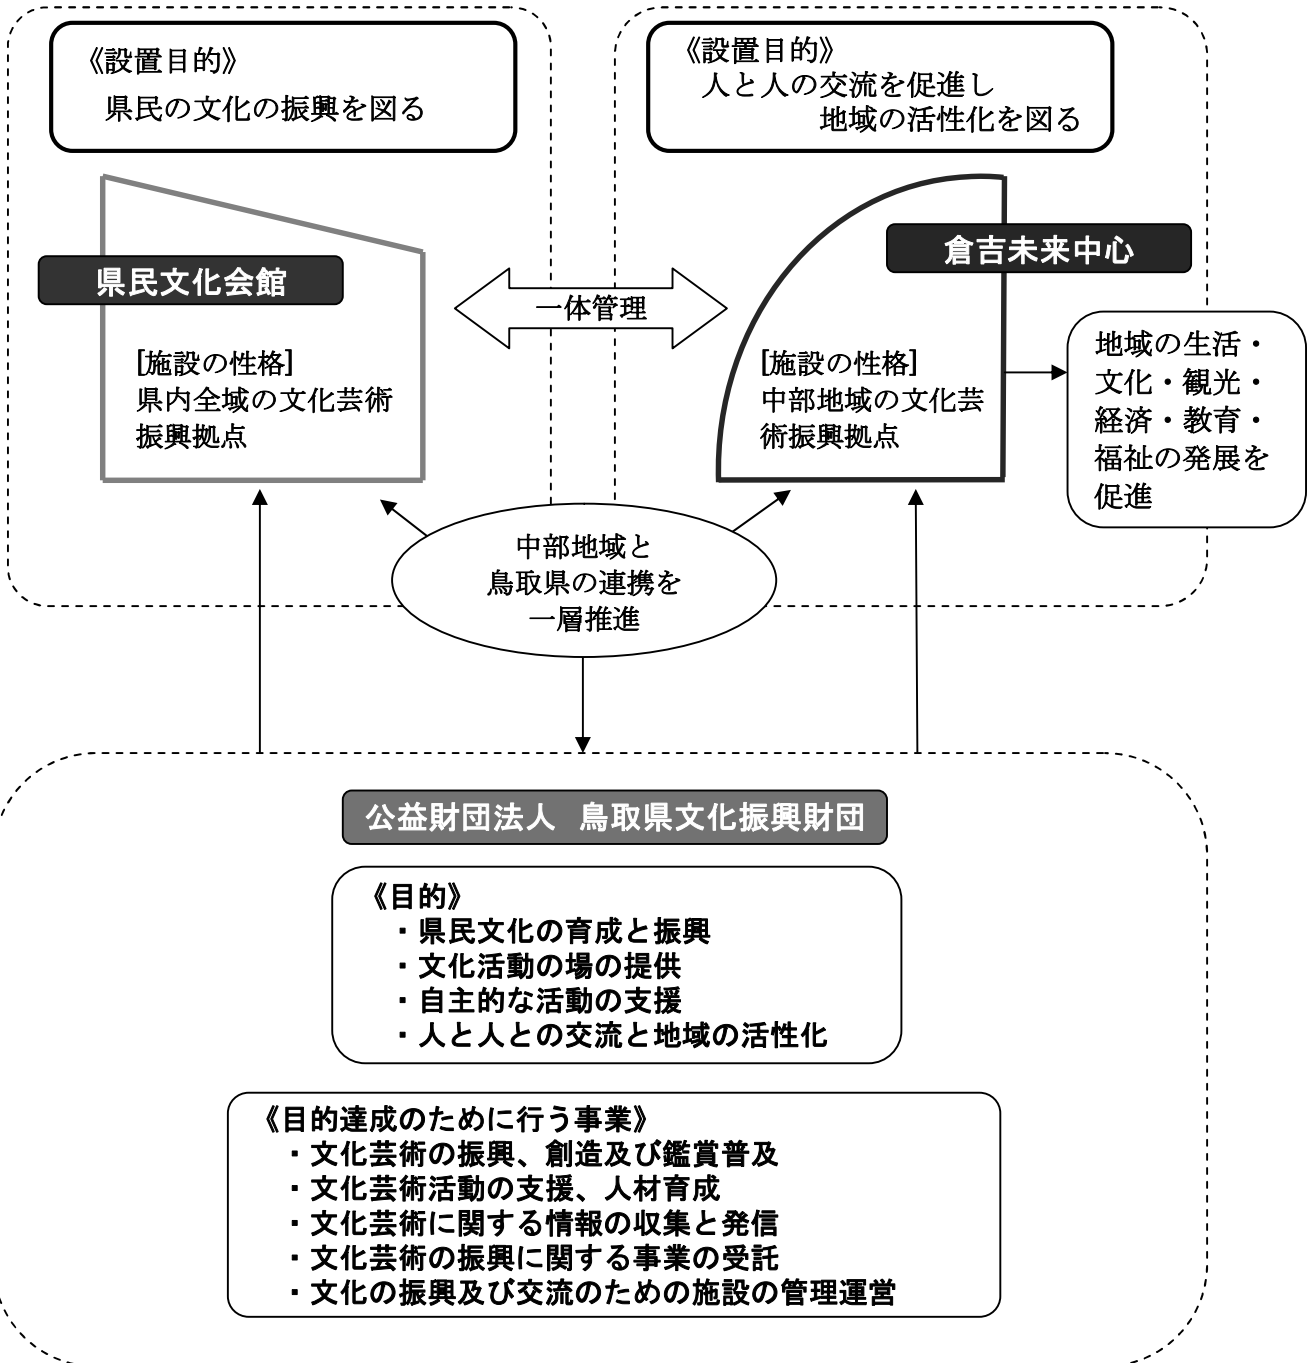 《設置目的》
県民の文化の振興を図る
《設置目的》
人と人の交流を促進し
地域の活性化を図る
県民文化会館
倉吉未来中心
一体管理
[施設の性格]
県内全域の文化芸術
振興拠点
[施設の性格]
中部地域の文化芸
術振興拠点
地域の生活・
文化・観光・
経済・教育・
福祉の発展を
促進
中部地域と
鳥取県の連携を
一層推進
公益財団法人　鳥取県文化振興財団
《目的》
・県民文化の育成と振興
・文化活動の場の提供
・自主的な活動の支援
・人と人との交流と地域の活性化
《目的達成のために行う事業》
・文化芸術の振興、創造及び鑑賞普及
・文化芸術活動の支援、人材育成
・文化芸術に関する情報の収集と発信
・文化芸術の振興に関する事業の受託
・文化の振興及び交流のための施設の管理運営